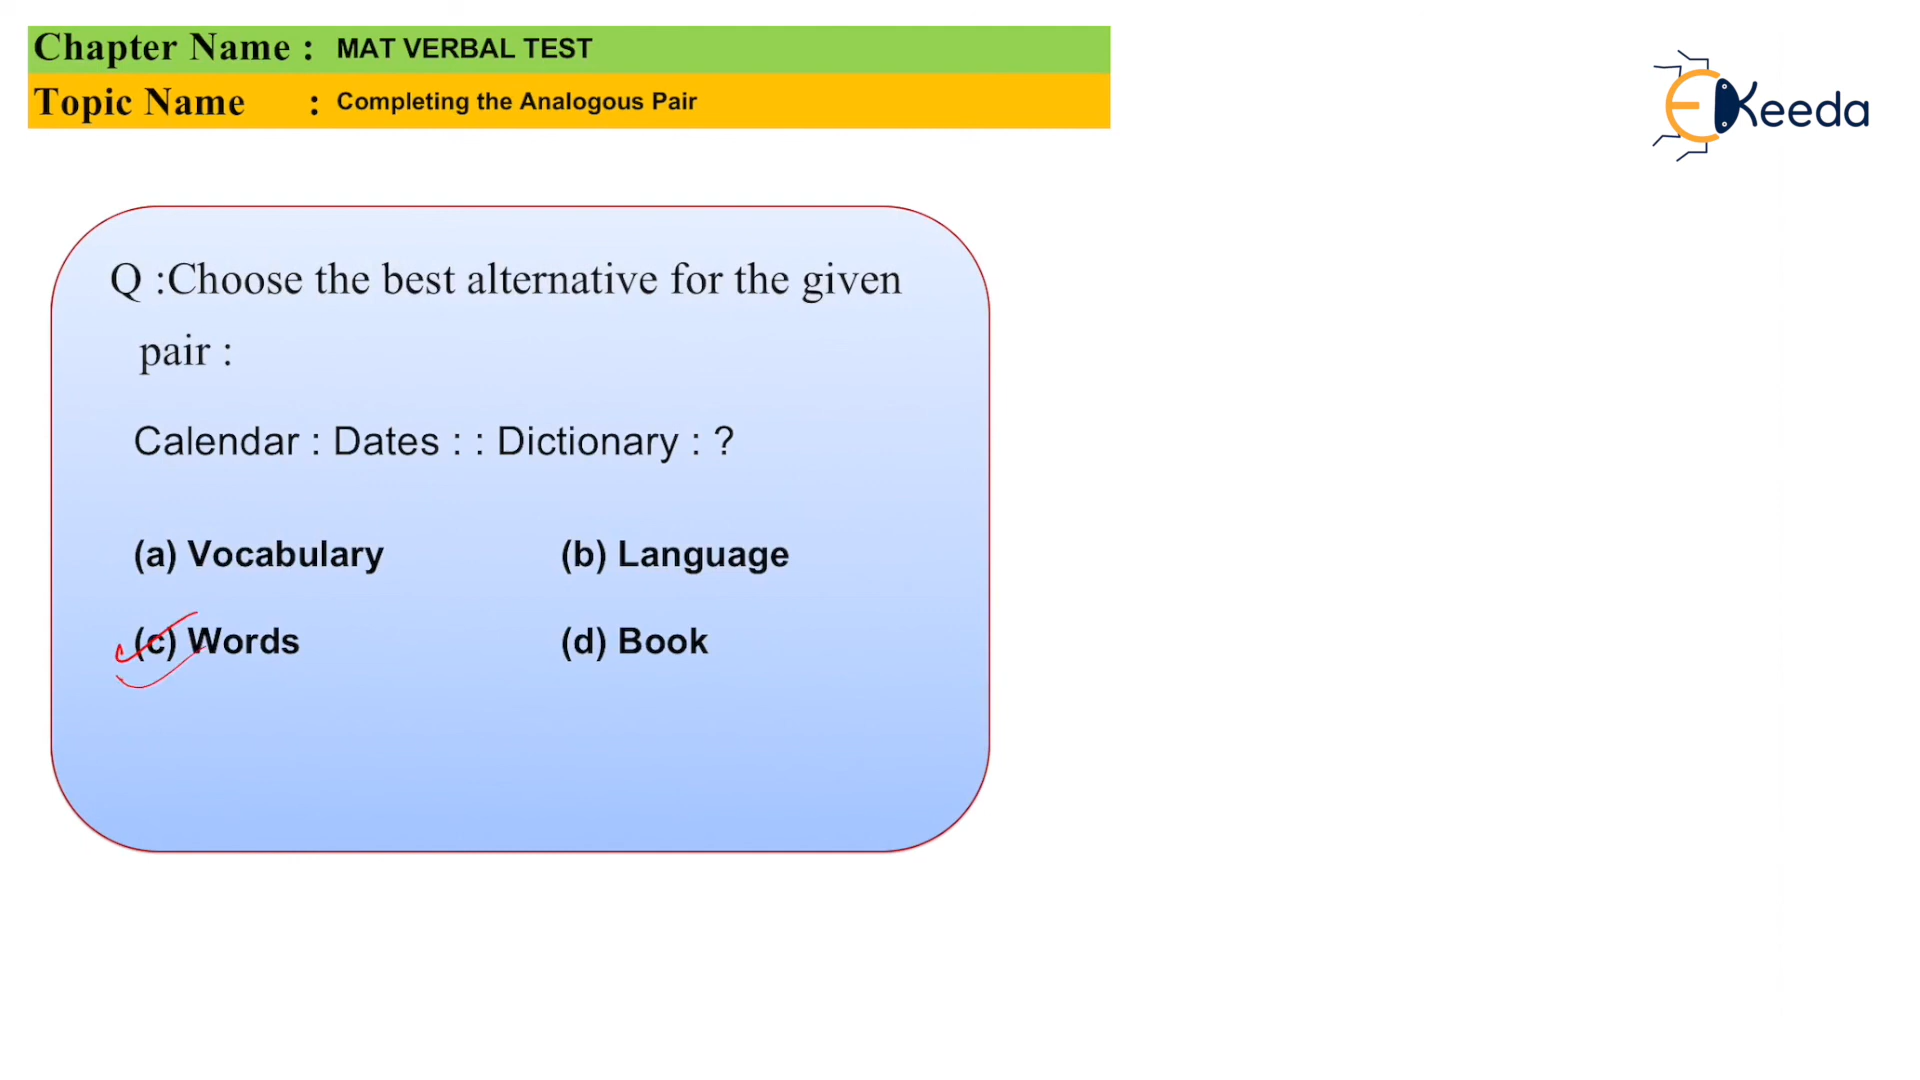 Chapter Name : MAT VERBAL TEST
Topic Name : Completing the Analogous Pair
EKeeda
Q :Choose the best alternative for the given
pair :
Calendar : Dates : : Dictionary : ?
(a) Vocabulary (b) Language
(c) Words (d) Book